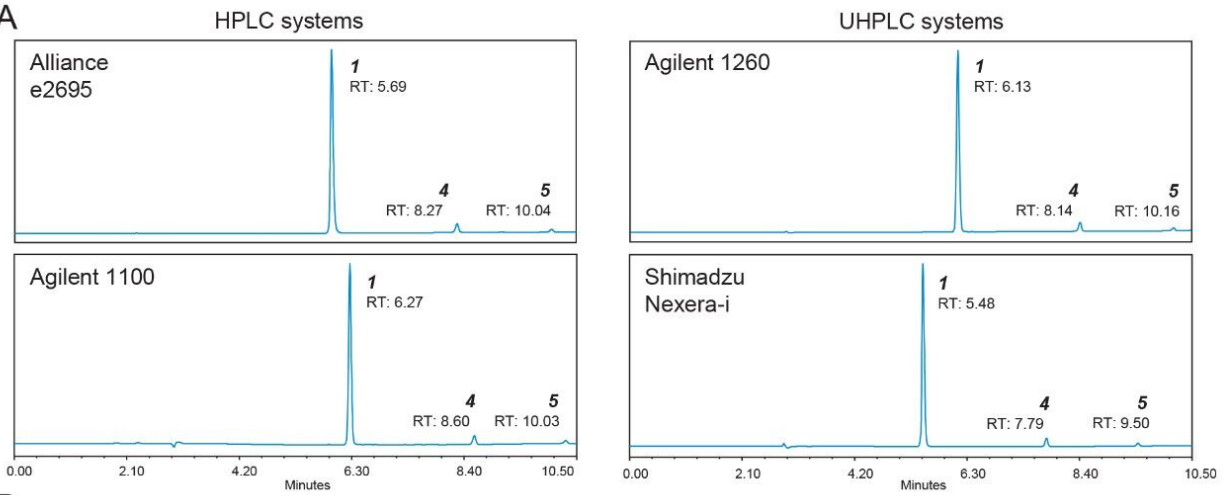 A
HPLC systems
UHPLC systems
Alliance
e2695
1
RT: 5.69
4
RT: 8.27
5
RT: 10.04
Agilent 1260
1
RT: 6.13
4
RT: 8.14
5
RT: 10.16
Agilent 1100
1
RT: 6.27
4
RT: 8.60
5
RT: 10.03
0.00 2.10 4.20 6.30 8.40 10.50
Minutes
Shimadzu
Nexera-i
1
RT: 5.48
4
RT: 7.79
5
RT: 9.50
0.00 2.10 4.20 6.30 8.40 10.50
Minutes